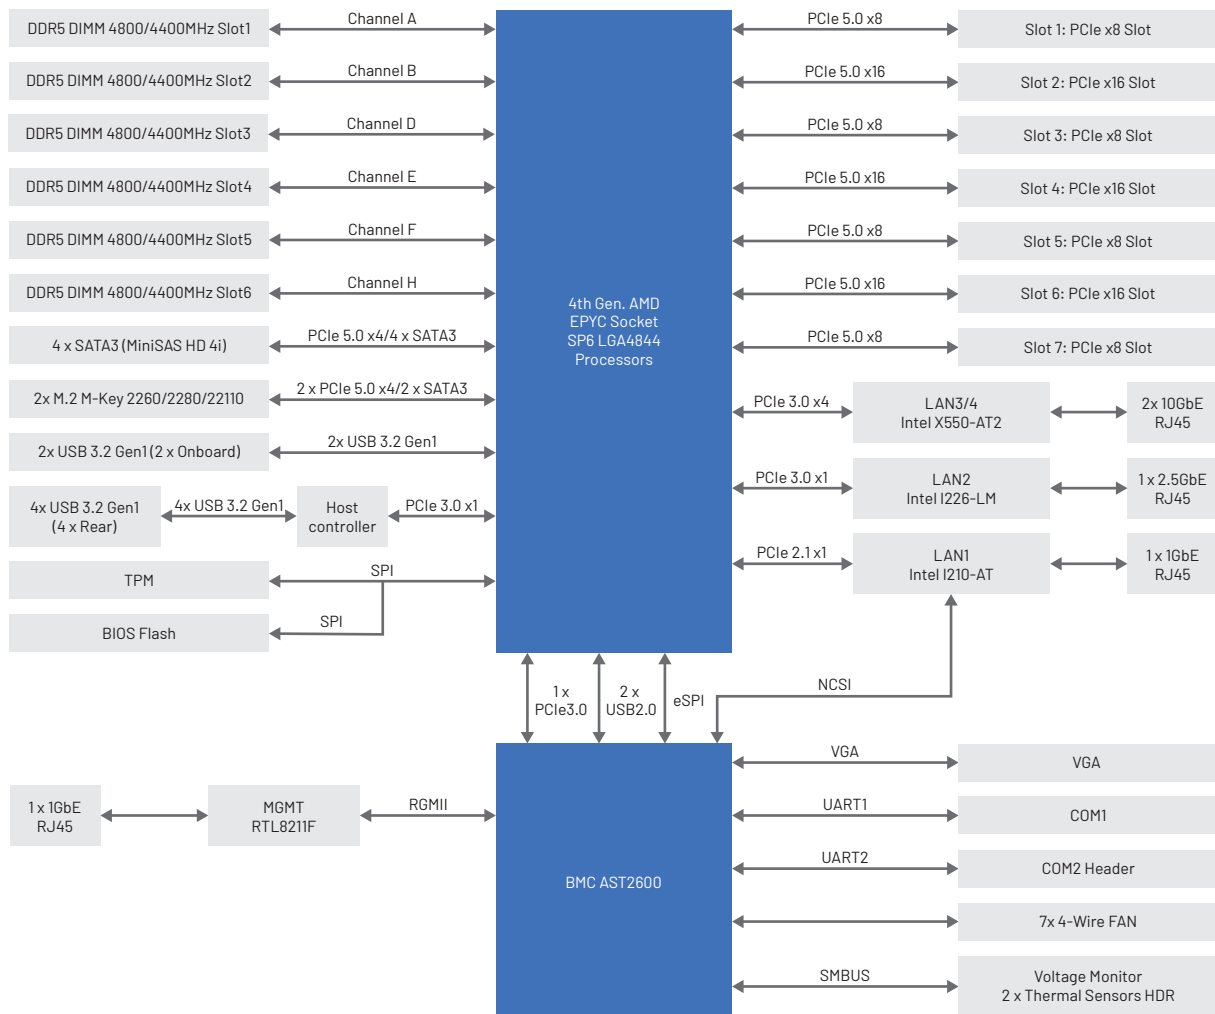 DDR5 DIMM 4800/4400MHz Slot1
Channel A
DDR5 DIMM 4800/4400MHz Slot2
Channel B
DDR5 DIMM 4800/4400MHz Slot3
Channel D
DDR5 DIMM 4800/4400MHz Slot4
Channel E
DDR5 DIMM 4800/4400MHz Slot5
Channel F
DDR5 DIMM 4800/4400MHz Slot6
Channel H
4 x SATA3 (MiniSAS HD 4i)
PCIe 5.0 x4/4 x SATA3
2x M.2 M-Key 2260/2280/22110
2 x PCIe 5.0 x4/2 x SATA3
2x USB 3.2 Gen1 (2 x Onboard)
2x USB 3.2 Gen1
4x USB 3.2 Gen1
(4 x Rear)
4x USB 3.2 Gen1
Host
controller
PCIe 3.0 x1
TPM
SPI
BIOS Flash
SPI
4th Gen. AMD
EPYC Socket
SP6 LGA4844
Processors
PCIe 5.0 x8
Slot 1: PCIe x8 Slot
PCIe 5.0 x16
Slot 2: PCIe x16 Slot
PCIe 5.0 x8
Slot 3: PCIe x8 Slot
PCIe 5.0 x16
Slot 4: PCIe x16 Slot
PCIe 5.0 x8
Slot 5: PCIe x8 Slot
PCIe 5.0 x16
Slot 6: PCIe x16 Slot
PCIe 5.0 x8
Slot 7: PCIe x8 Slot
PCIe 3.0 x4
LAN3/4
Intel X550-AT2
2x 10GbE
RJ45
PCIe 3.0 x1
LAN2
Intel I226-LM
1 x 2.5GbE
RJ45
PCIe 2.1 x1
LAN1
Intel I210-AT
1 x 1GbE
RJ45
1 x
PCIe3.0
2 x
USB2.0
eSPI
NCSI
1 x 1GbE
RJ45
MGMT
RTL8211F
RGMII
BMC AST2600
VGA
VGA
UART1
COM1
UART2
COM2 Header
7x 4-Wire FAN
SMBUS
Voltage Monitor
2 x Thermal Sensors HDR